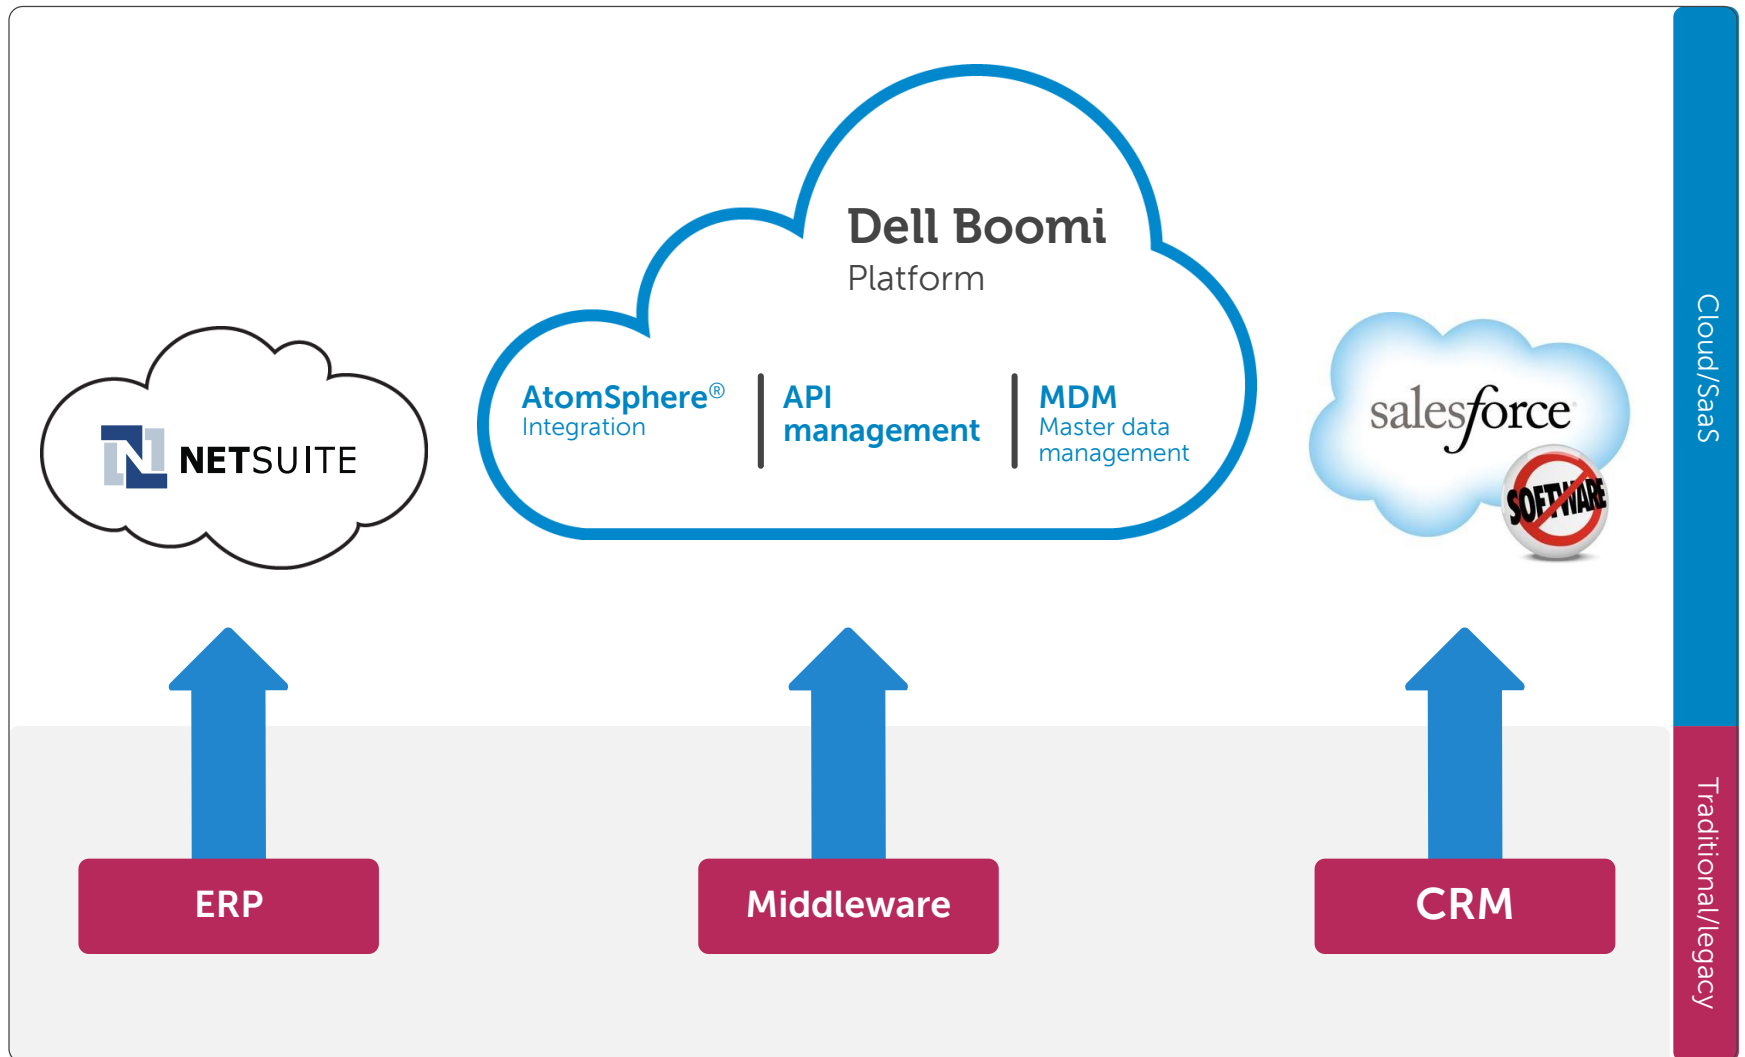 Dell Boomi
Platform
NETSUITE
AtomSphere®
Integration
API
management
MDM
Master data
management
salesforce
SOFTWARE
Cloud/SaaS
ERP
Middleware
CRM
Traditional/legacy